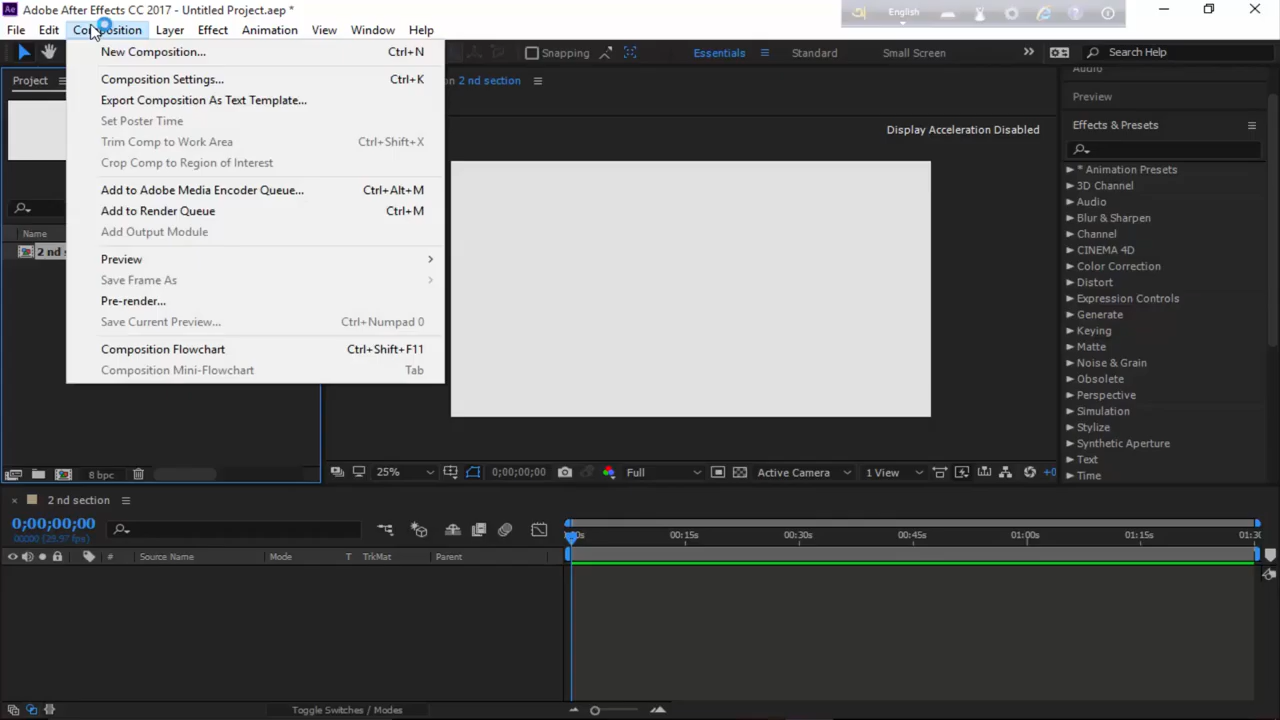 Adobe After Effects CC 2017 - Untitled Project.aep *
English
File Edit Composition Layer Effect Animation View Window Help
Snapping Essentials Standard Small Screen Search Help
New Composition... Ctrl+N
Composition Settings... Ctrl+K
Export Composition As Text Template...
Set Poster Time
Trim Comp to Work Area Ctrl+Shift+X
Crop Comp to Region of Interest
Add to Adobe Media Encoder Queue... Ctrl+Alt+M
Add to Render Queue Ctrl+M
Add Output Module
Preview
Save Frame As
Pre-render...
Save Current Preview... Ctrl+Numpad 0
Composition Flowchart Ctrl+Shift+F11
Composition Mini-Flowchart Tab
Project
Name
2 nd s
8 bpc
2 nd section
Display Acceleration Disabled
25% 0;00;00;00 Full Active Camera 1 View +0
Audio
Preview
Effects & Presets
* Animation Presets
3D Channel
Audio
Blur & Sharpen
Channel
CINEMA 4D
Color Correction
Distort
Expression Controls
Generate
Keying
Matte
Noise & Grain
Obsolete
Perspective
Simulation
Stylize
Synthetic Aperture
Text
Time
2 nd section
0;00;00;00
00000 (29.97 fps)
# Source Name Mode T TrkMat Parent
00:15s 00:30s 00:45s 01:00s 01:15s 01:30
Toggle Switches / Modes